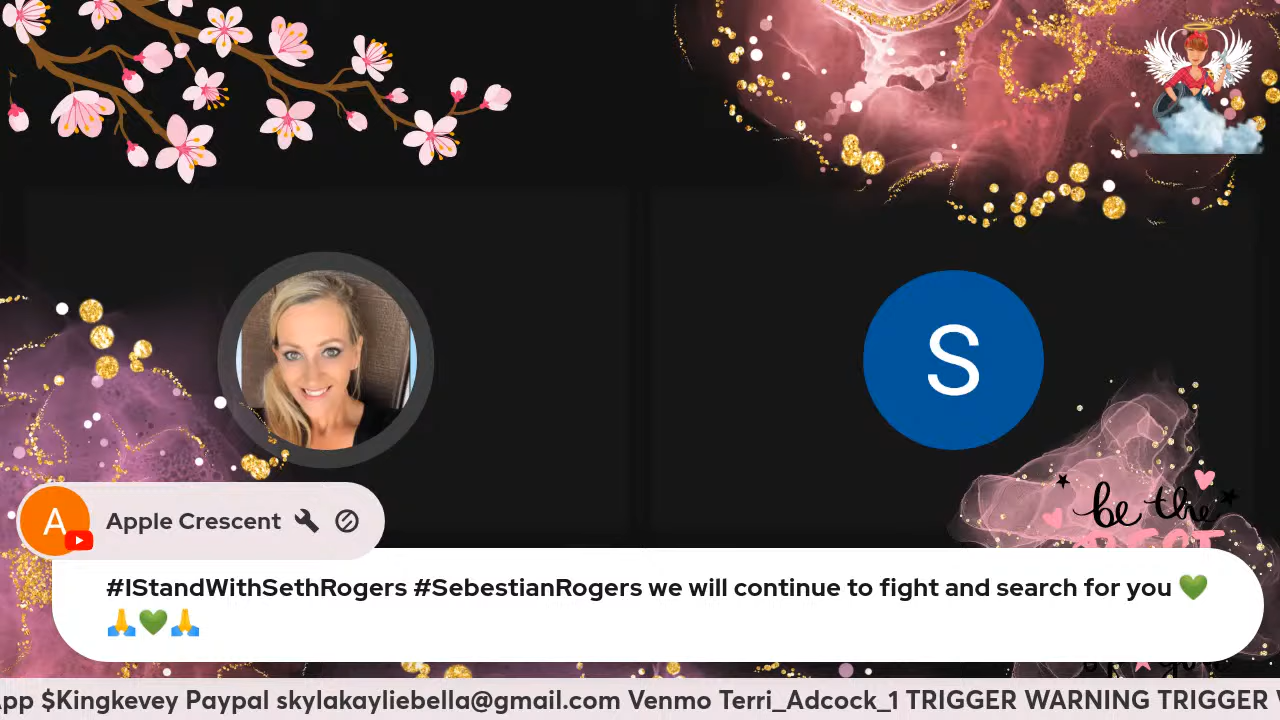 S
be the
A
Apple Crescent
#IStandWithSethRogers #SebestianRogers we will continue to fight and search for you 💚
🙏💚🙏
pp $Kingkevey Paypal skylakayliebella@gmail.com Venmo Terri_Adcock_1 TRIGGER WARNING TRIGGER